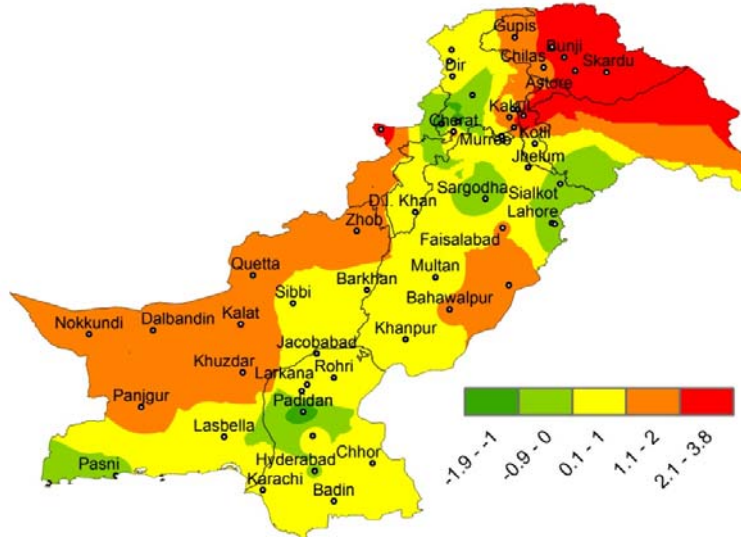 Gupis
Bunji
Chilas
Skardu
Dir
Astore
Kakul
Cherat
Kotli
Murree
Jhelum
Sargodha
Sialkot
D.I. Khan
Lahore
Zhob
Faisalabad
Quetta
Multan
Barkhan
Sibbi
Bahawalpur
Nokkundi
Dalbandin
Kalat
Khanpur
Jacobabad
Khuzdar
Rohri
Larkana
Panjgur
Padidan
Lasbella
Chhor
Pasni
Hyderabad
Karachi
Badin
-1.9 - -1
-0.9 - 0
0.1 - 1
1.1 - 2
2.1 - 3.8